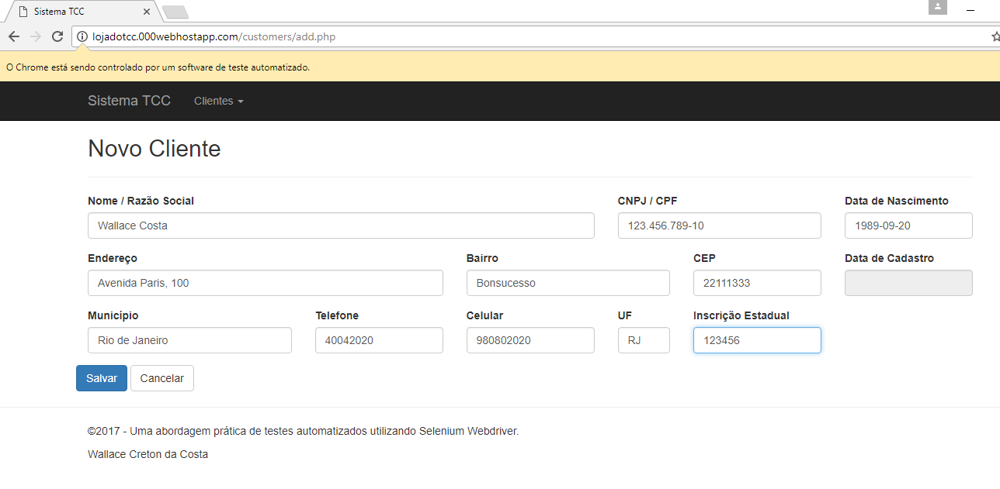 Sistema TCC
lojadotcc.000webhostapp.com/customers/add.php
O Chrome está sendo controlado por um software de teste automatizado.
Sistema TCC Clientes
Novo Cliente
Nome / Razão Social CNPJ / CPF Data de Nascimento
Wallace Costa 123.456.789-10 1989-09-20
Endereço Bairro CEP Data de Cadastro
Avenida Paris, 100 Bonsucesso 22111333
Município Telefone Celular UF Inscrição Estadual
Rio de Janeiro 40042020 980802020 RJ 123456
Salvar Cancelar
©2017 - Uma abordagem prática de testes automatizados utilizando Selenium Webdriver.
Wallace Creton da Costa